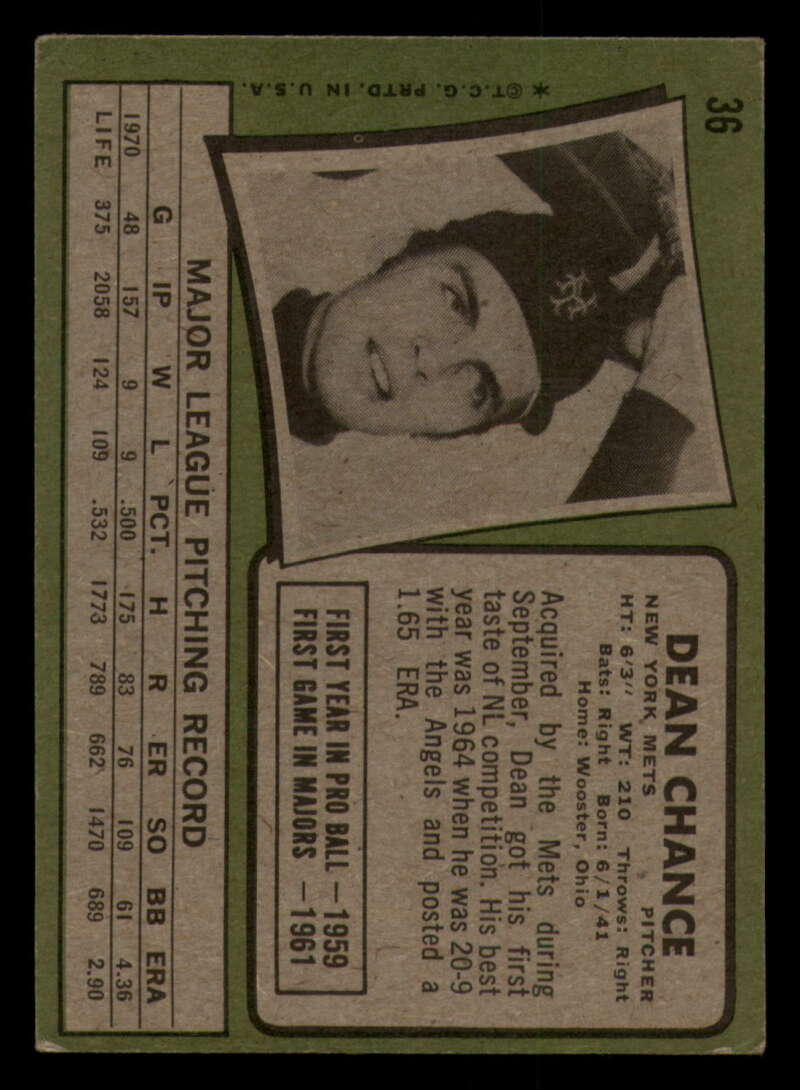 36
✶©T.C.G. PRTD. IN U.S.A.
DEAN CHANCE
NEW YORK METS PITCHER
HT: 6'3" WT: 210 Throws: Right
Bats: Right Born: 6/1/41
Home: Wooster, Ohio
Acquired by the Mets during
September, Dean got his first
taste of NL competition. His best
year was 1964 when he was 20-9
with the Angels and posted a
1.65 ERA.
FIRST YEAR IN PRO BALL —1959
FIRST GAME IN MAJORS —1961
MAJOR LEAGUE PITCHING RECORD
G IP W L PCT. H R ER SO BB ERA
1970 48 157 9 9 .500 175 83 76 109 61 4.36
LIFE 375 2058 124 109 .532 1773 789 662 1470 689 2.90